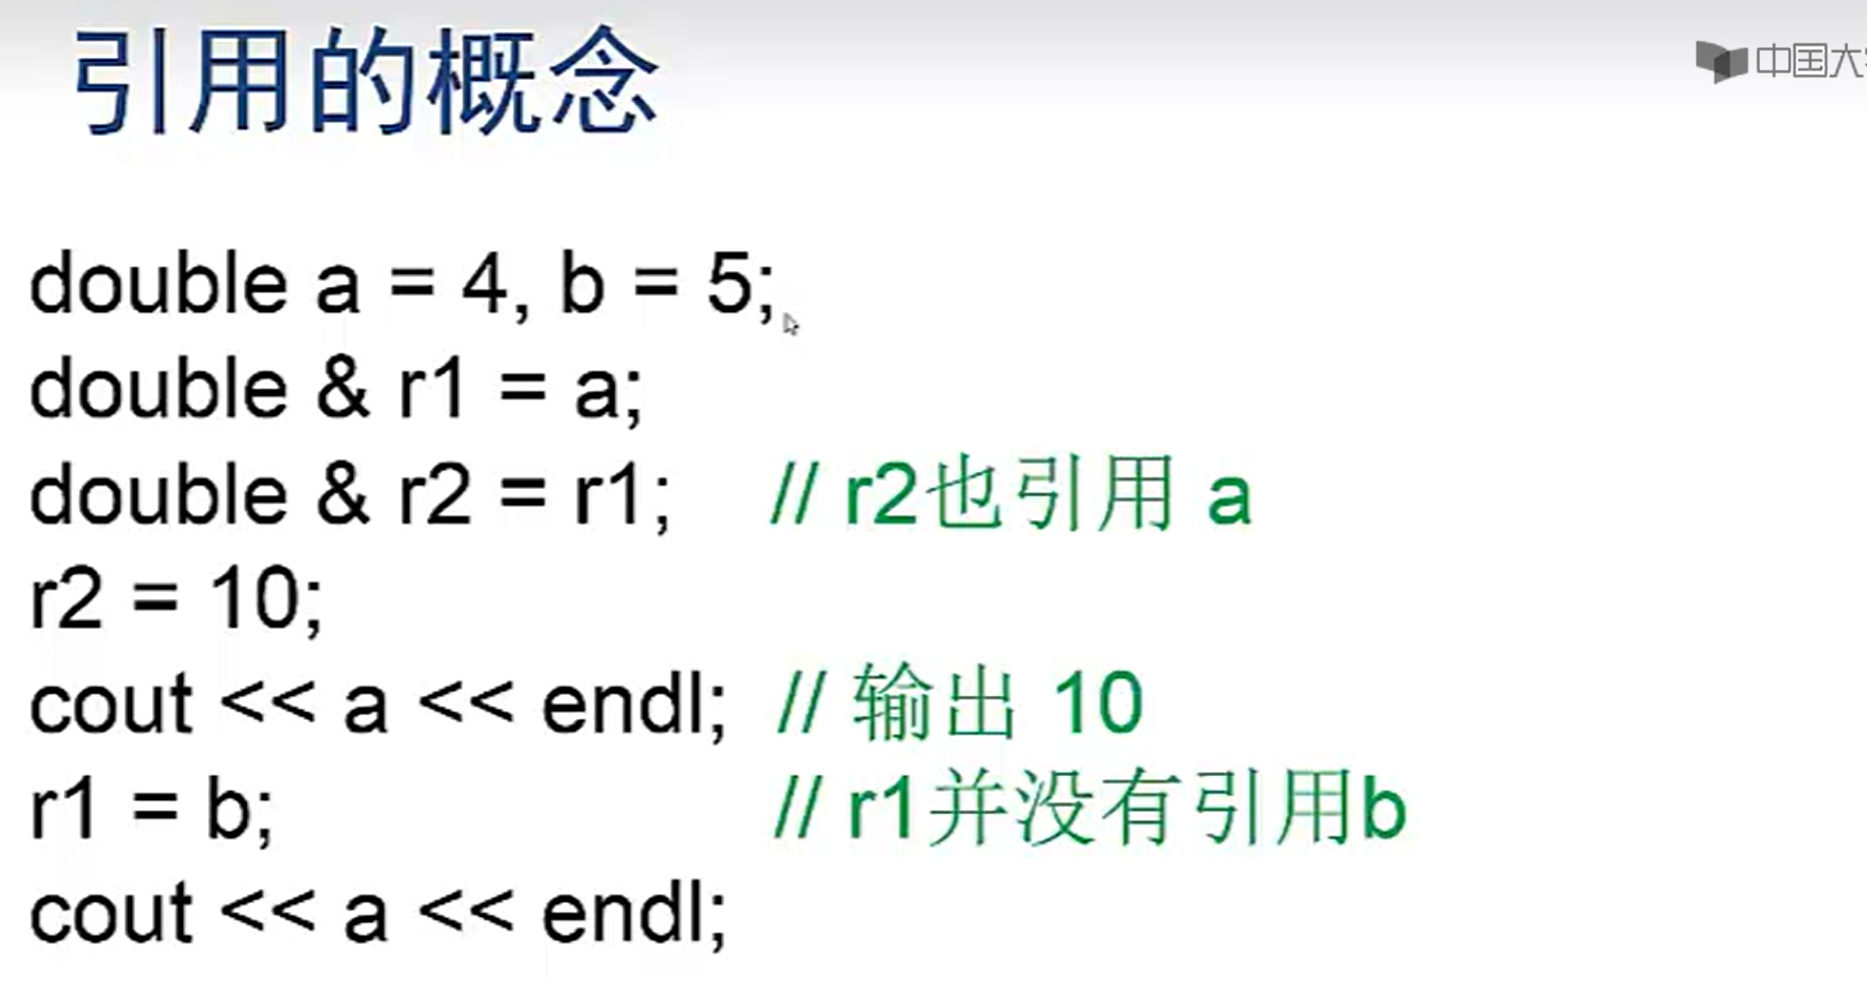 引用的概念
中国大
double a = 4, b = 5;
double & r1 = a;
double & r2 = r1; // r2也引用 a
r2 = 10;
cout << a << endl; // 输出 10
r1 = b; // r1并没有引用b
cout << a << endl;